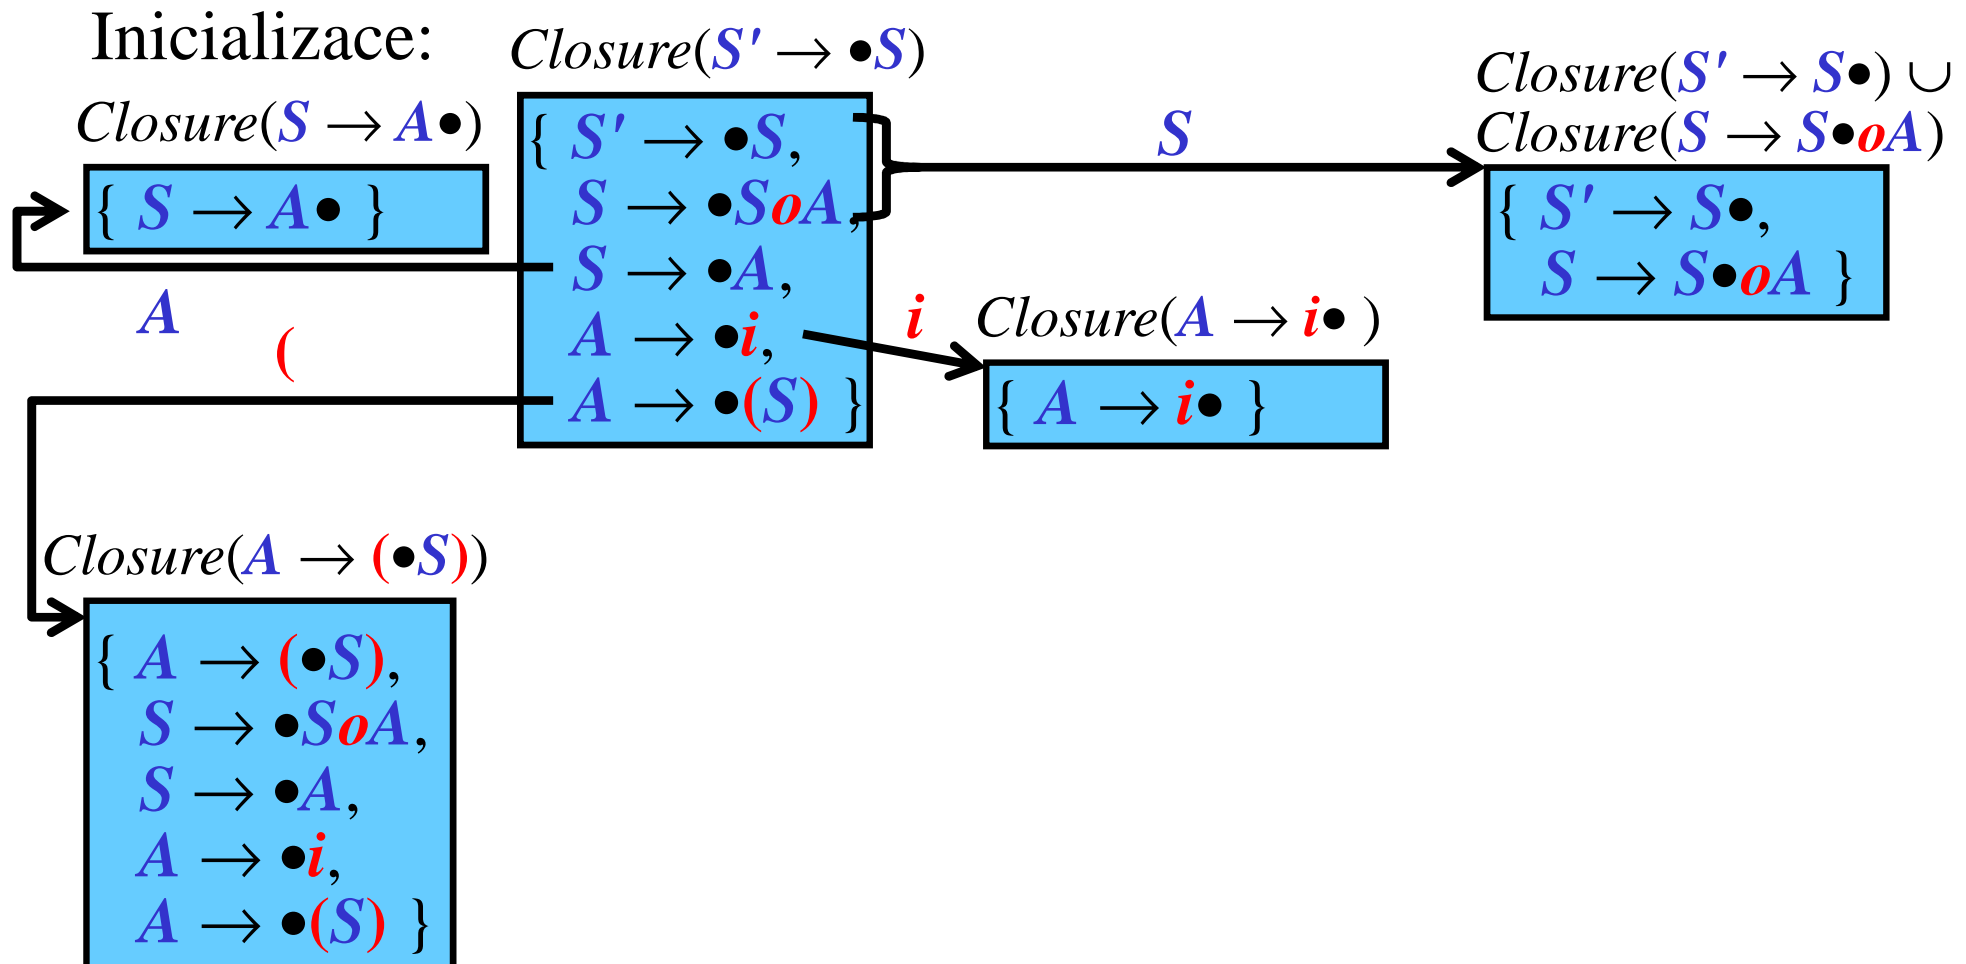 Inicializace:
Closure(S → A•)
{ S → A• }
A
(
Closure(S' → •S)
{ S' → •S,
S → •SoA,
S → •A,
A → •i,
A → •(S) }
S
Closure(S' → S•) ∪
Closure(S → S•oA)
{ S' → S•,
S → S•oA }
i
Closure(A → i• )
{ A → i• }
Closure(A → (•S))
{ A → (•S),
S → •SoA,
S → •A,
A → •i,
A → •(S) }